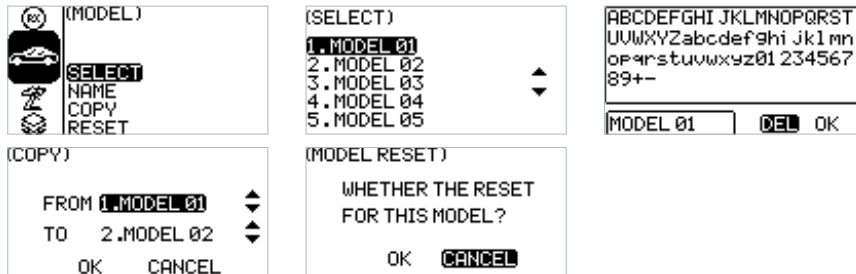 (MODEL)
RX
SELECT
NAME
COPY
RESET
(SELECT)
1.MODEL 01
2.MODEL 02
3.MODEL 03
4.MODEL 04
5.MODEL 05
ABCDEFGHIJKLMNOPQRST
UVWXYZabcdefghijklmn
opqrstuvwxyz01234567
89+-
MODEL 01 DEL OK
(COPY)
FROM 1.MODEL 01
TO 2.MODEL 02
OK CANCEL
(MODEL RESET)
WHETHER THE RESET
FOR THIS MODEL?
OK CANCEL